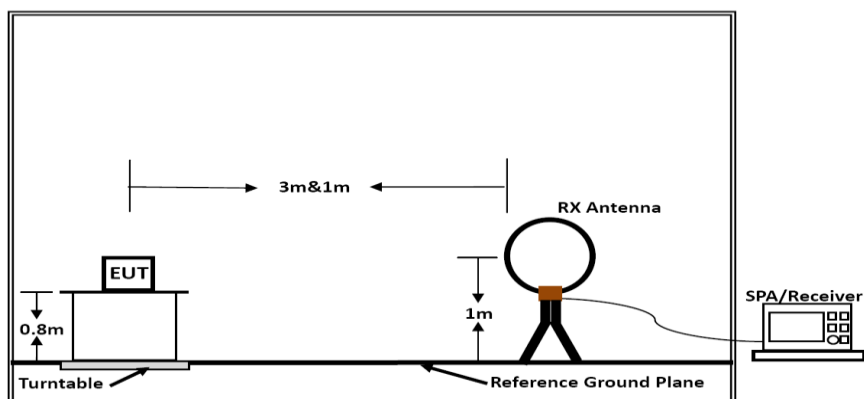 3m&1m
RX Antenna
EUT
SPA/Receiver
0.8m
1m
Turntable
Reference Ground Plane